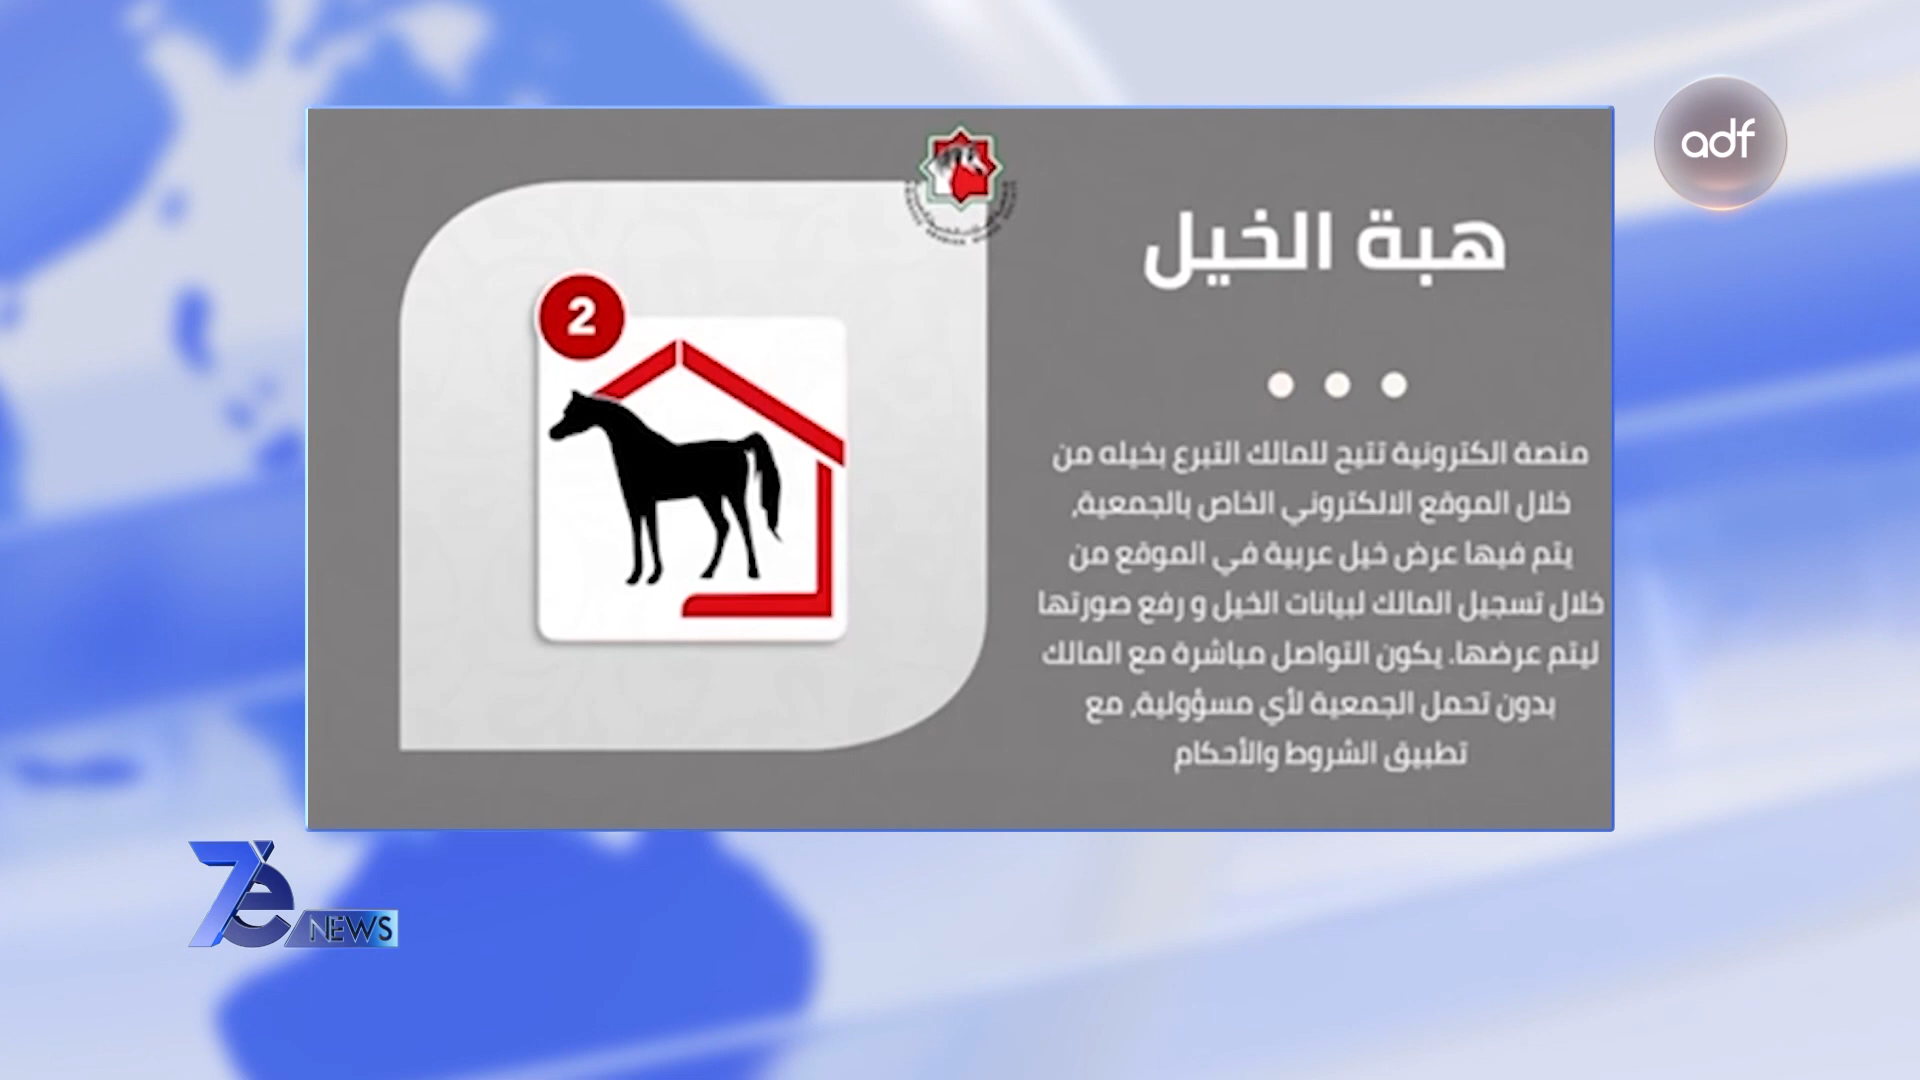 adf
هبة الخيل
2
منصة الكترونية تتيح للمالك التبرع بخيله من
خلال الموقع الالكتروني الخاص بالجمعية,
يتم فيها عرض خيل عربية في الموقع من
خلال تسجيل المالك لبيانات الخيل و رفع صورتها
ليتم عرضها. يكون التواصل مباشرة مع المالك
بدون تحمل الجمعية لأي مسؤولية, مع
تطبيق الشروط والأحكام
7e NEWS